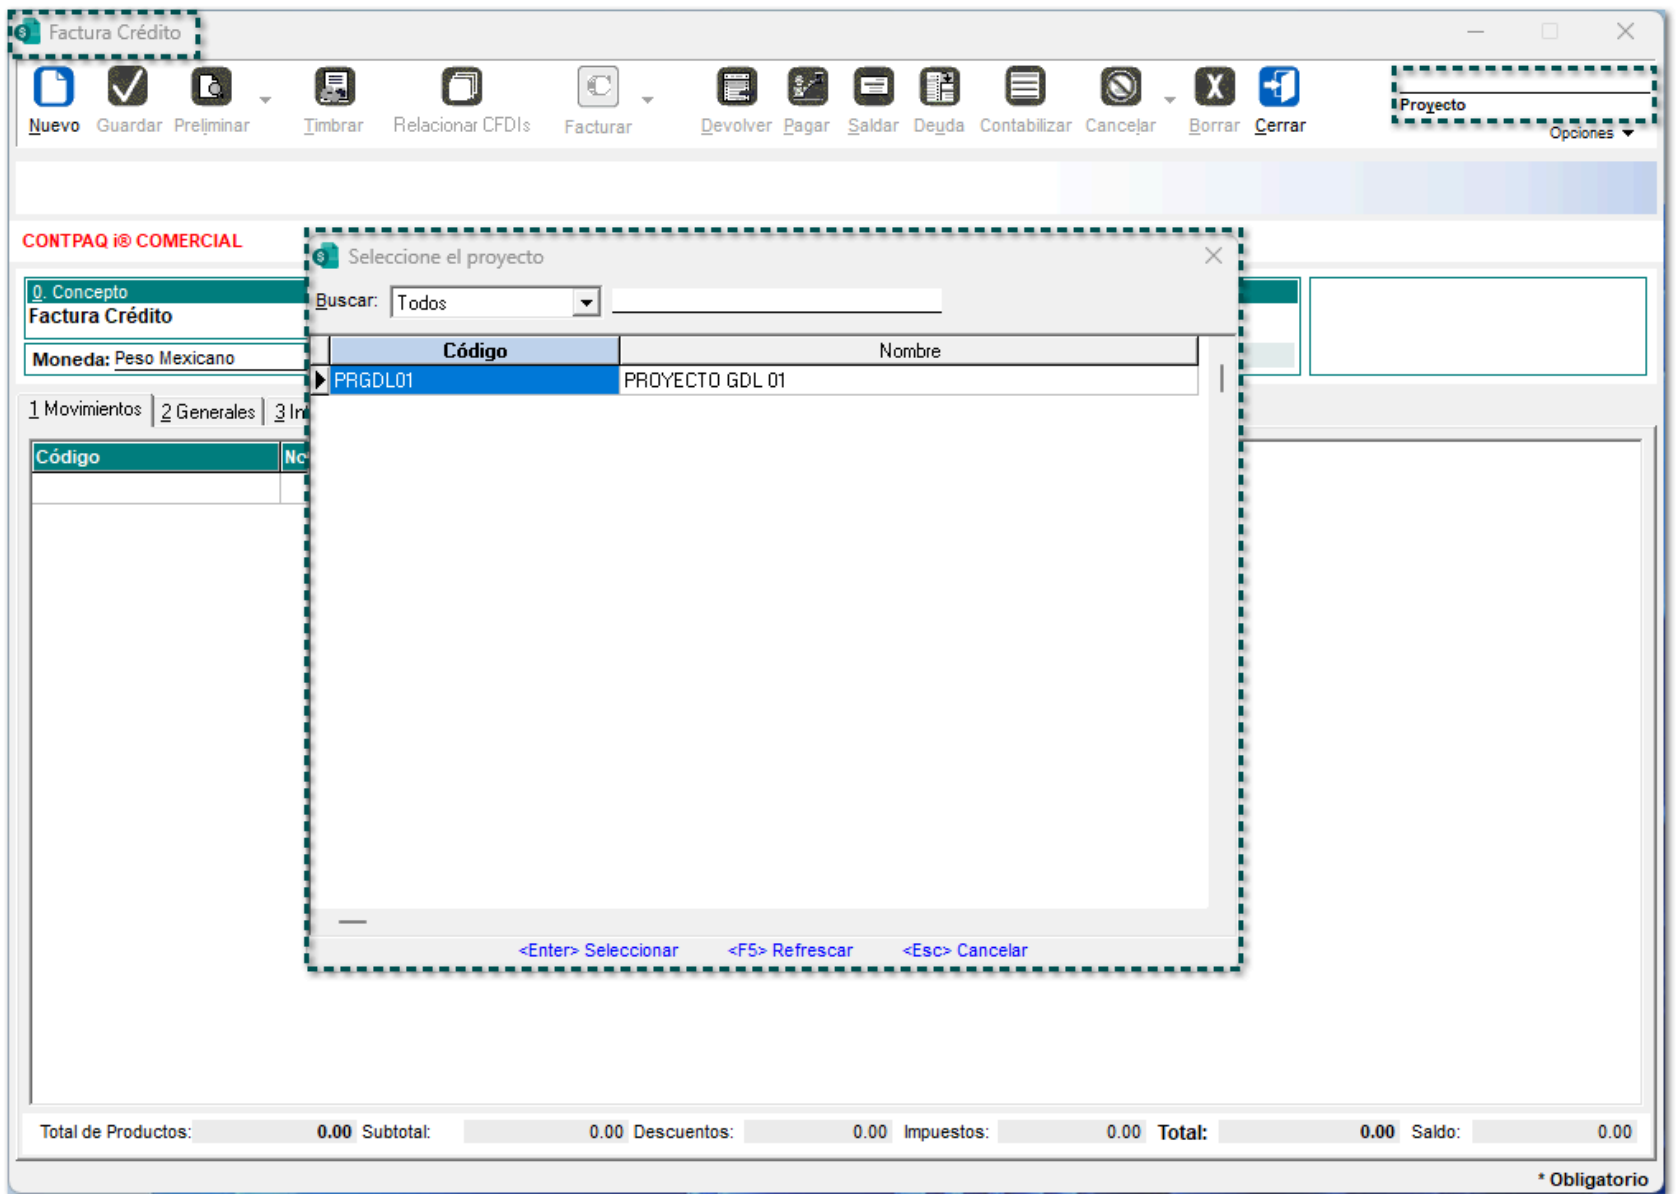 Factura Crédito
Nuevo Guardar Preliminar Timbrar Relacionar CFDIs Facturar Devolver Pagar Saldar Deuda Contabilizar Cancelar Borrar Cerrar
Proyecto
Opciones
CONTPAQ i® COMERCIAL
0. Concepto
Factura Crédito
Moneda: Peso Mexicano
1 Movimientos 2 Generales 3 In
Código
Seleccione el proyecto
Buscar: Todos
Código Nombre
PRGDL01 PROYECTO GDL 01
<Enter> Seleccionar <F5> Refrescar <Esc> Cancelar
Total de Productos: 0.00 Subtotal: 0.00 Descuentos: 0.00 Impuestos: 0.00 Total: 0.00 Saldo: 0.00
* Obligatorio